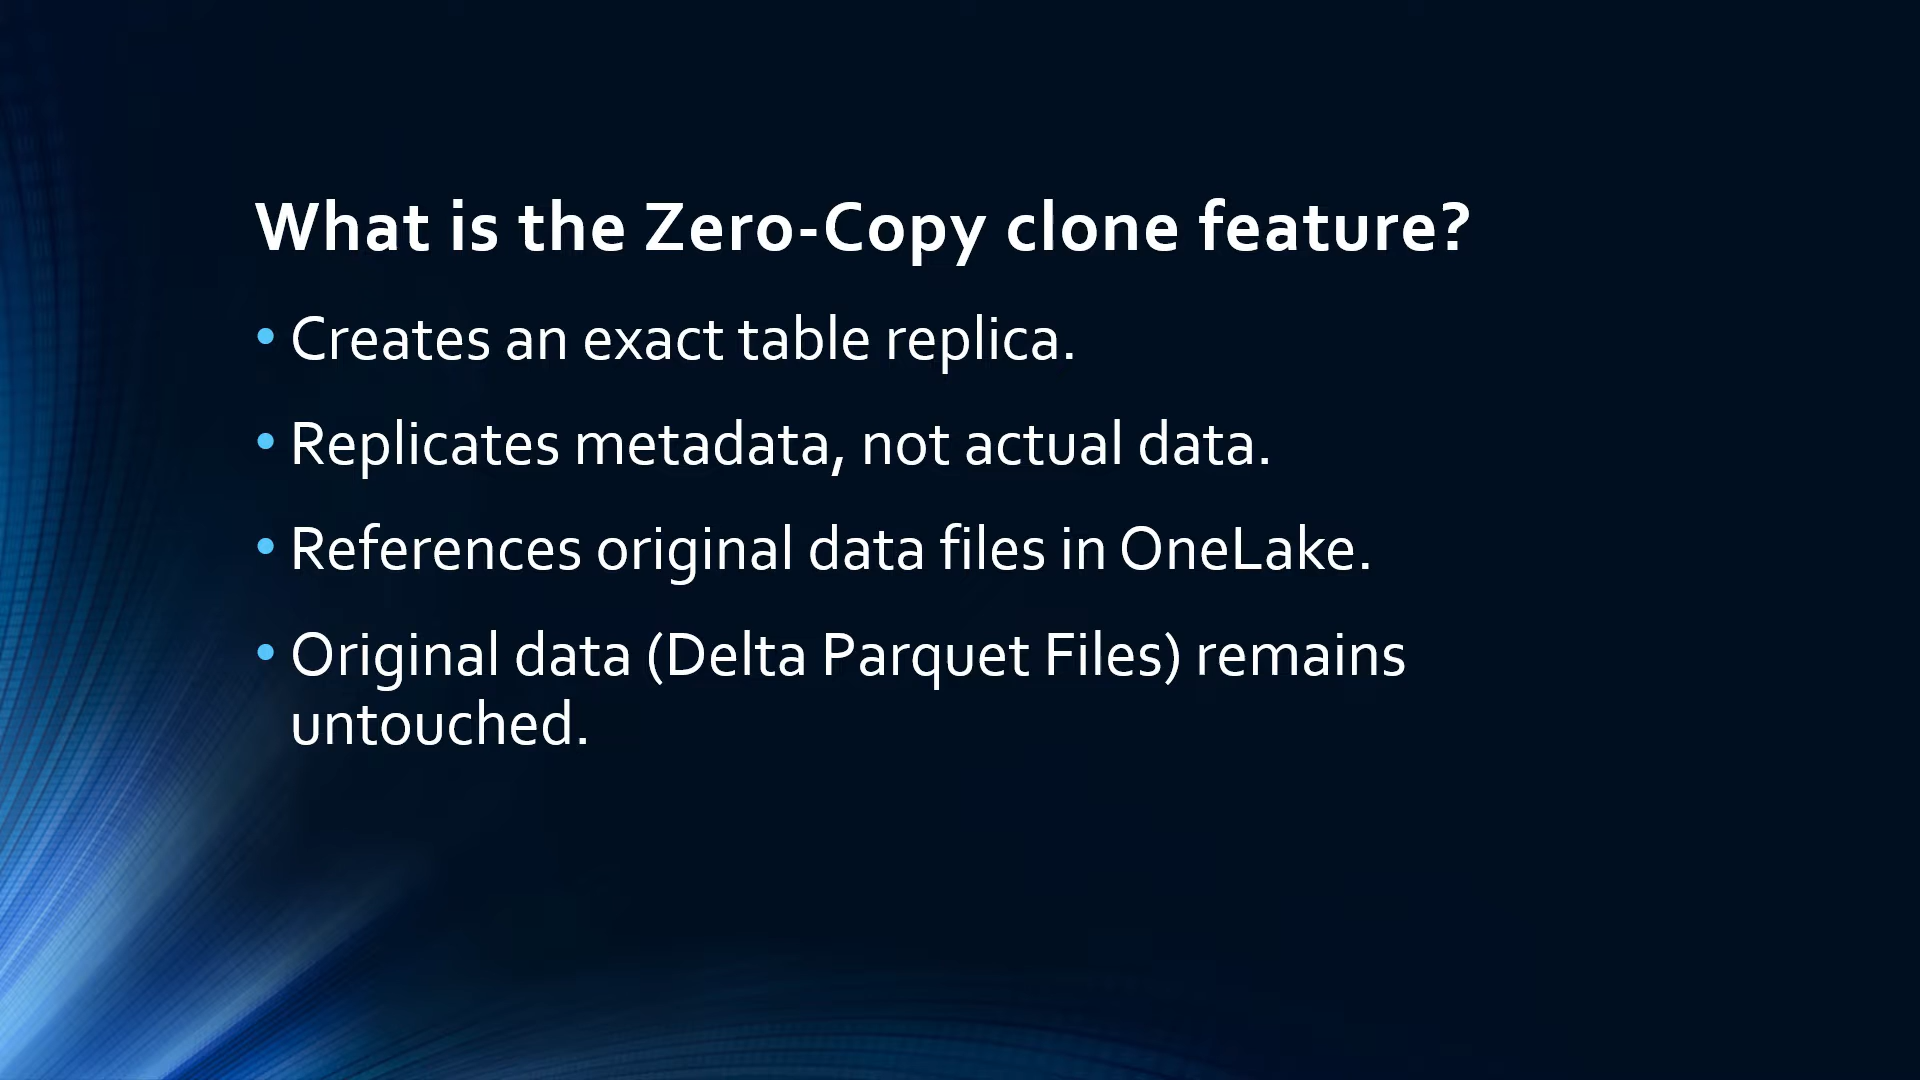 What is the Zero-Copy clone feature?
• Creates an exact table replica.
• Replicates metadata, not actual data.
• References original data files in OneLake.
• Original data (Delta Parquet Files) remains
untouched.